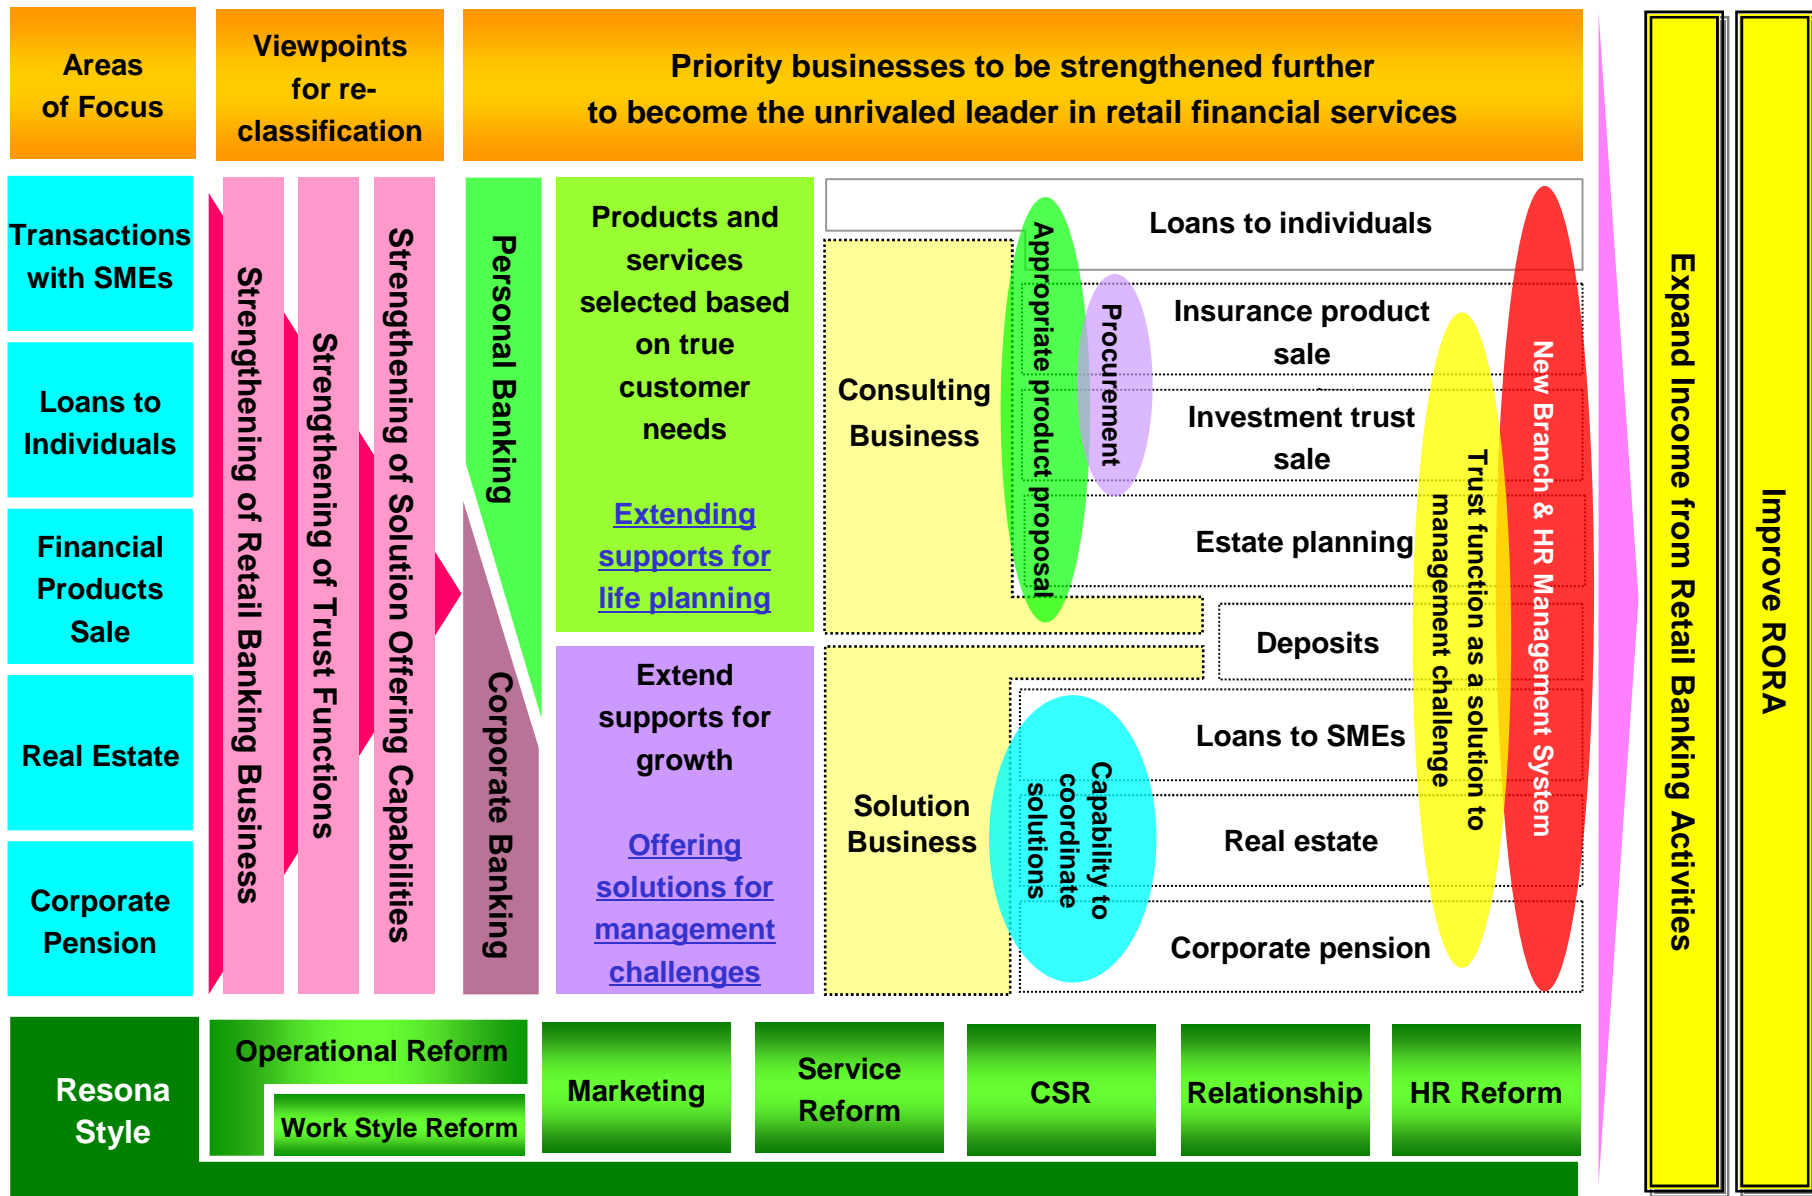 Areas
of Focus
Viewpoints
for re-
classification
Priority businesses to be strengthened further
to become the unrivaled leader in retail financial services
Transactions
with SMEs
Loans to
Individuals
Financial
Products
Sale
Real Estate
Corporate
Pension
Strengthening of Retail Banking Business
Strengthening of Trust Functions
Strengthening of Solution Offering Capabilities
Personal Banking
Corporate Banking
Products and
services
selected based
on true
customer
needs
Extending
supports for
life planning
Extend
supports for
growth
Offering
solutions for
management
challenges
Consulting
Business
Solution
Business
Appropriate product proposal
Procurement
Capability to
coordinate
solutions
Loans to individuals
Insurance product
sale
Investment trust
sale
Estate planning
Deposits
Loans to SMEs
Real estate
Corporate pension
Trust function as a solution to
management challenge
New Branch & HR Management System
Expand Income from Retail Banking Activities
Improve RORA
Resona
Style
Operational Reform
Work Style Reform
Marketing
Service
Reform
CSR
Relationship
HR Reform